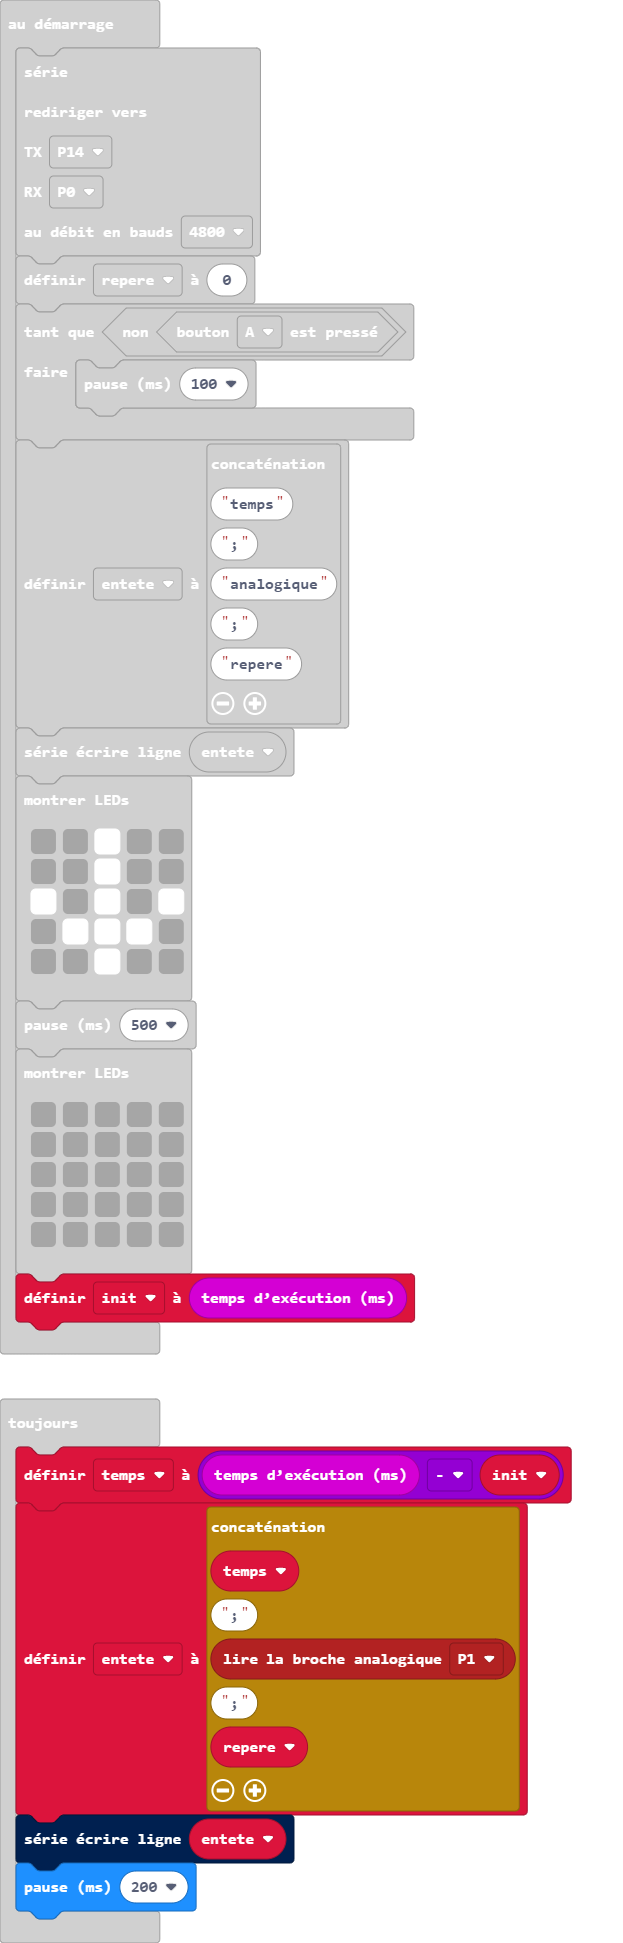 au démarrage
série
rediriger vers
TX P14
RX P0
au débit en bauds 4800
définir repere à 0
tant que non bouton A est pressé
faire
pause (ms) 100
concaténation
"temps"
";"
définir entete à "analogique"
";"
"repere"
série écrire ligne entete
montrer LEDs
pause (ms) 500
montrer LEDs
définir init à temps d’exécution (ms)
toujours
définir temps à temps d’exécution (ms) - init
concaténation
temps
";"
définir entete à lire la broche analogique P1
";"
repere
série écrire ligne entete
pause (ms) 200